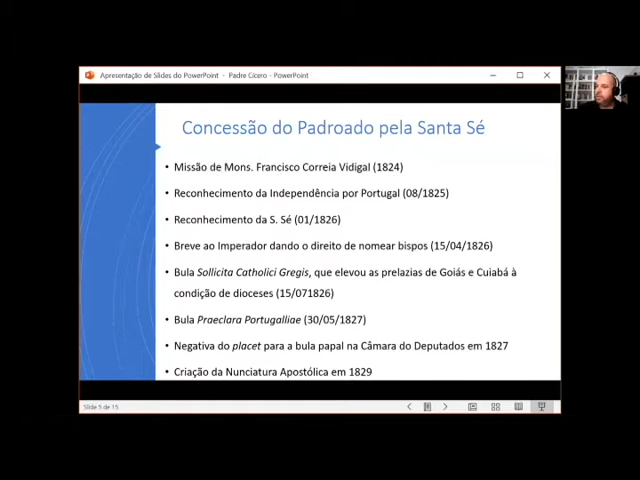 Apresentação de Slides do PowerPoint - Padre Cícero - PowerPoint
Concessão do Padroado pela Santa Sé
• Missão de Mons. Francisco Correia Vidigal (1824)
• Reconhecimento da Independência por Portugal (08/1825)
• Reconhecimento da S. Sé (01/1826)
• Breve ao Imperador dando o direito de nomear bispos (15/04/1826)
• Bula Sollicita Catholici Gregis, que elevou as prelazias de Goiás e Cuiabá à
condição de dioceses (15/071826)
• Bula Praeclara Portugalliae (30/05/1827)
• Negativa do placet para a bula papal na Câmara do Deputados em 1827
• Criação da Nunciatura Apostólica em 1829
Slide 5 de 15